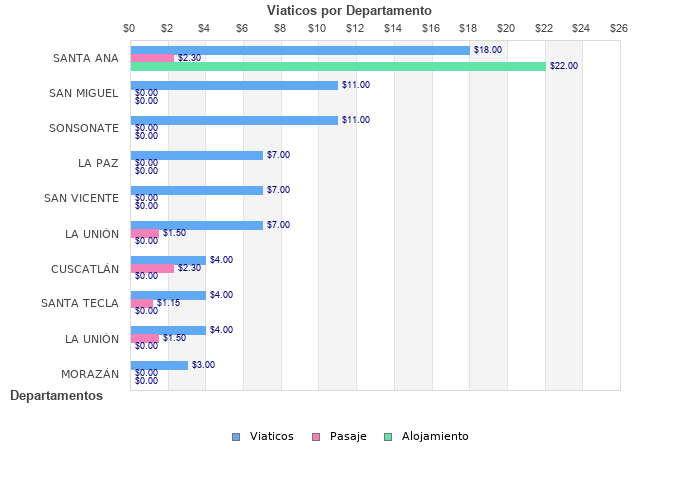 Viaticos por Departamento
$0 $2 $4 $6 $8 $10 $12 $14 $16 $18 $20 $22 $24 $26
SANTA ANA $18.00
$2.30
$22.00
SAN MIGUEL $11.00
$0.00
$0.00
SONSONATE $11.00
$0.00
$0.00
LA PAZ $7.00
$0.00
$0.00
SAN VICENTE $7.00
$0.00
$0.00
LA UNIÓN $7.00
$1.50
$0.00
CUSCATLÁN $4.00
$2.30
$0.00
SANTA TECLA $4.00
$1.15
$0.00
LA UNIÓN $4.00
$1.50
$0.00
MORAZÁN $3.00
$0.00
$0.00
Departamentos
Viaticos Pasaje Alojamiento